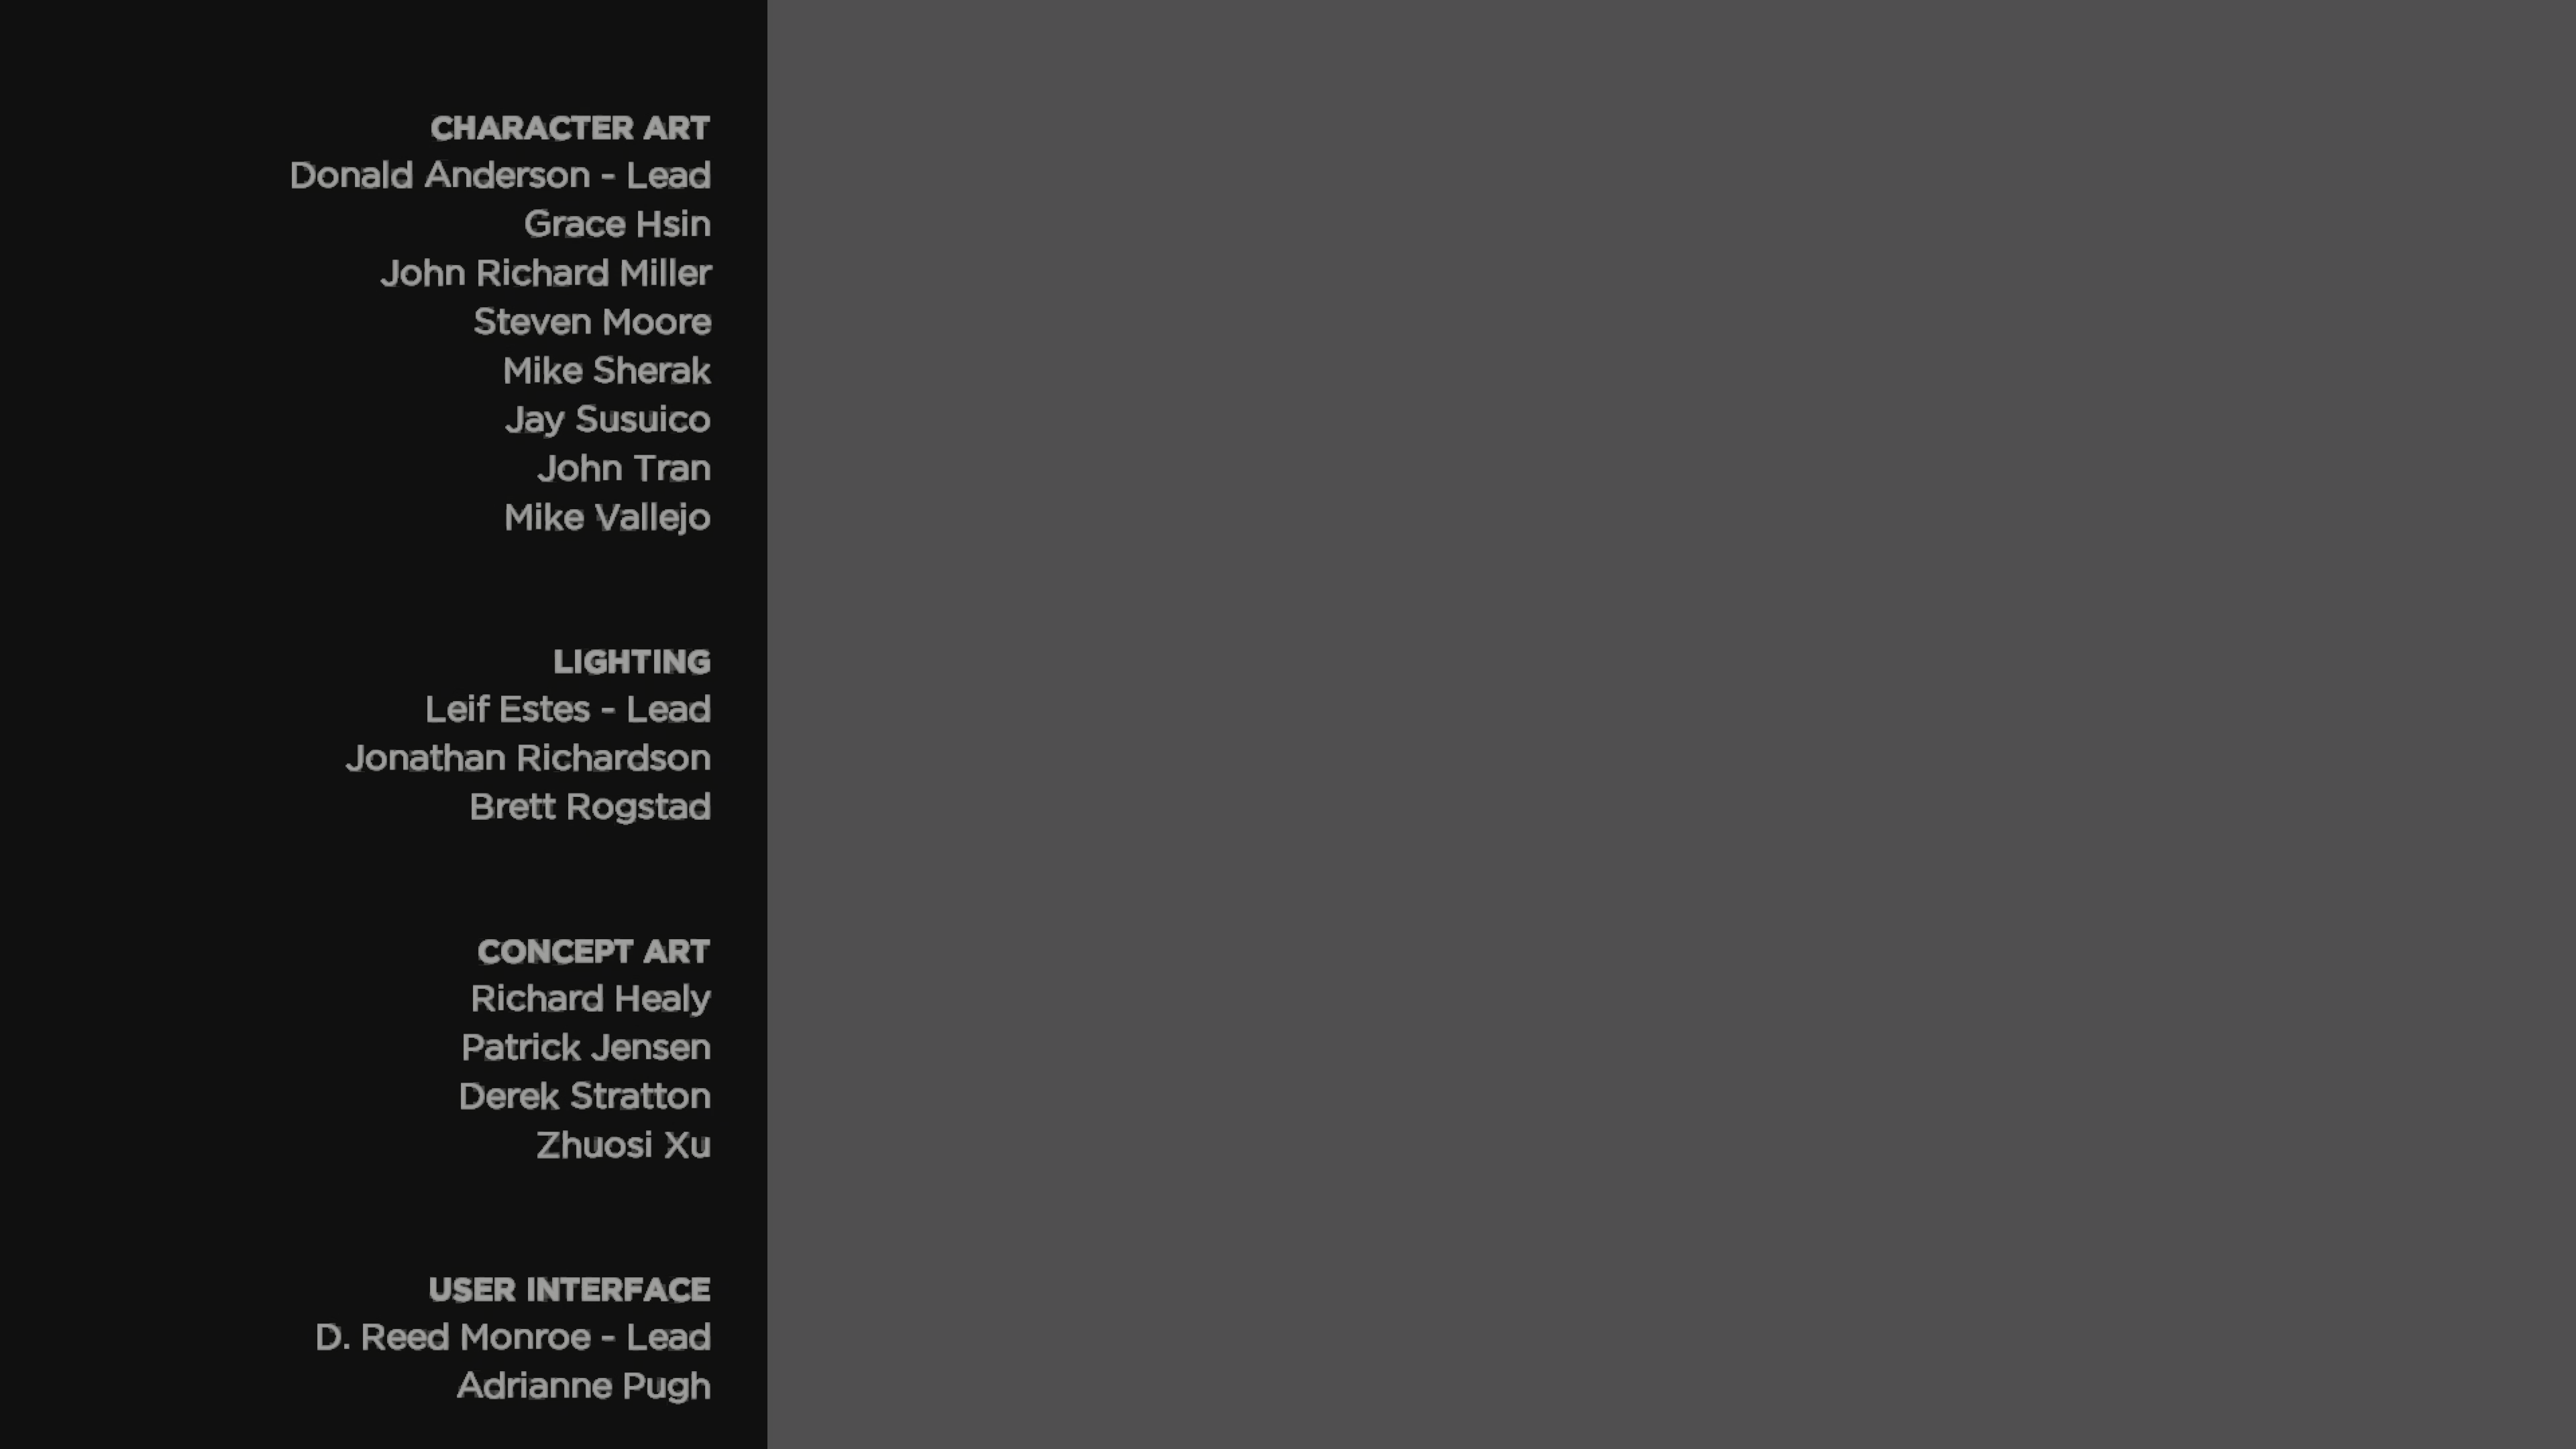 CHARACTER ART
Donald Anderson - Lead
Grace Hsin
John Richard Miller
Steven Moore
Mike Sherak
Jay Susuico
John Tran
Mike Vallejo
LIGHTING
Leif Estes - Lead
Jonathan Richardson
Brett Rogstad
CONCEPT ART
Richard Healy
Patrick Jensen
Derek Stratton
Zhuosi Xu
USER INTERFACE
D. Reed Monroe - Lead
Adrianne Pugh